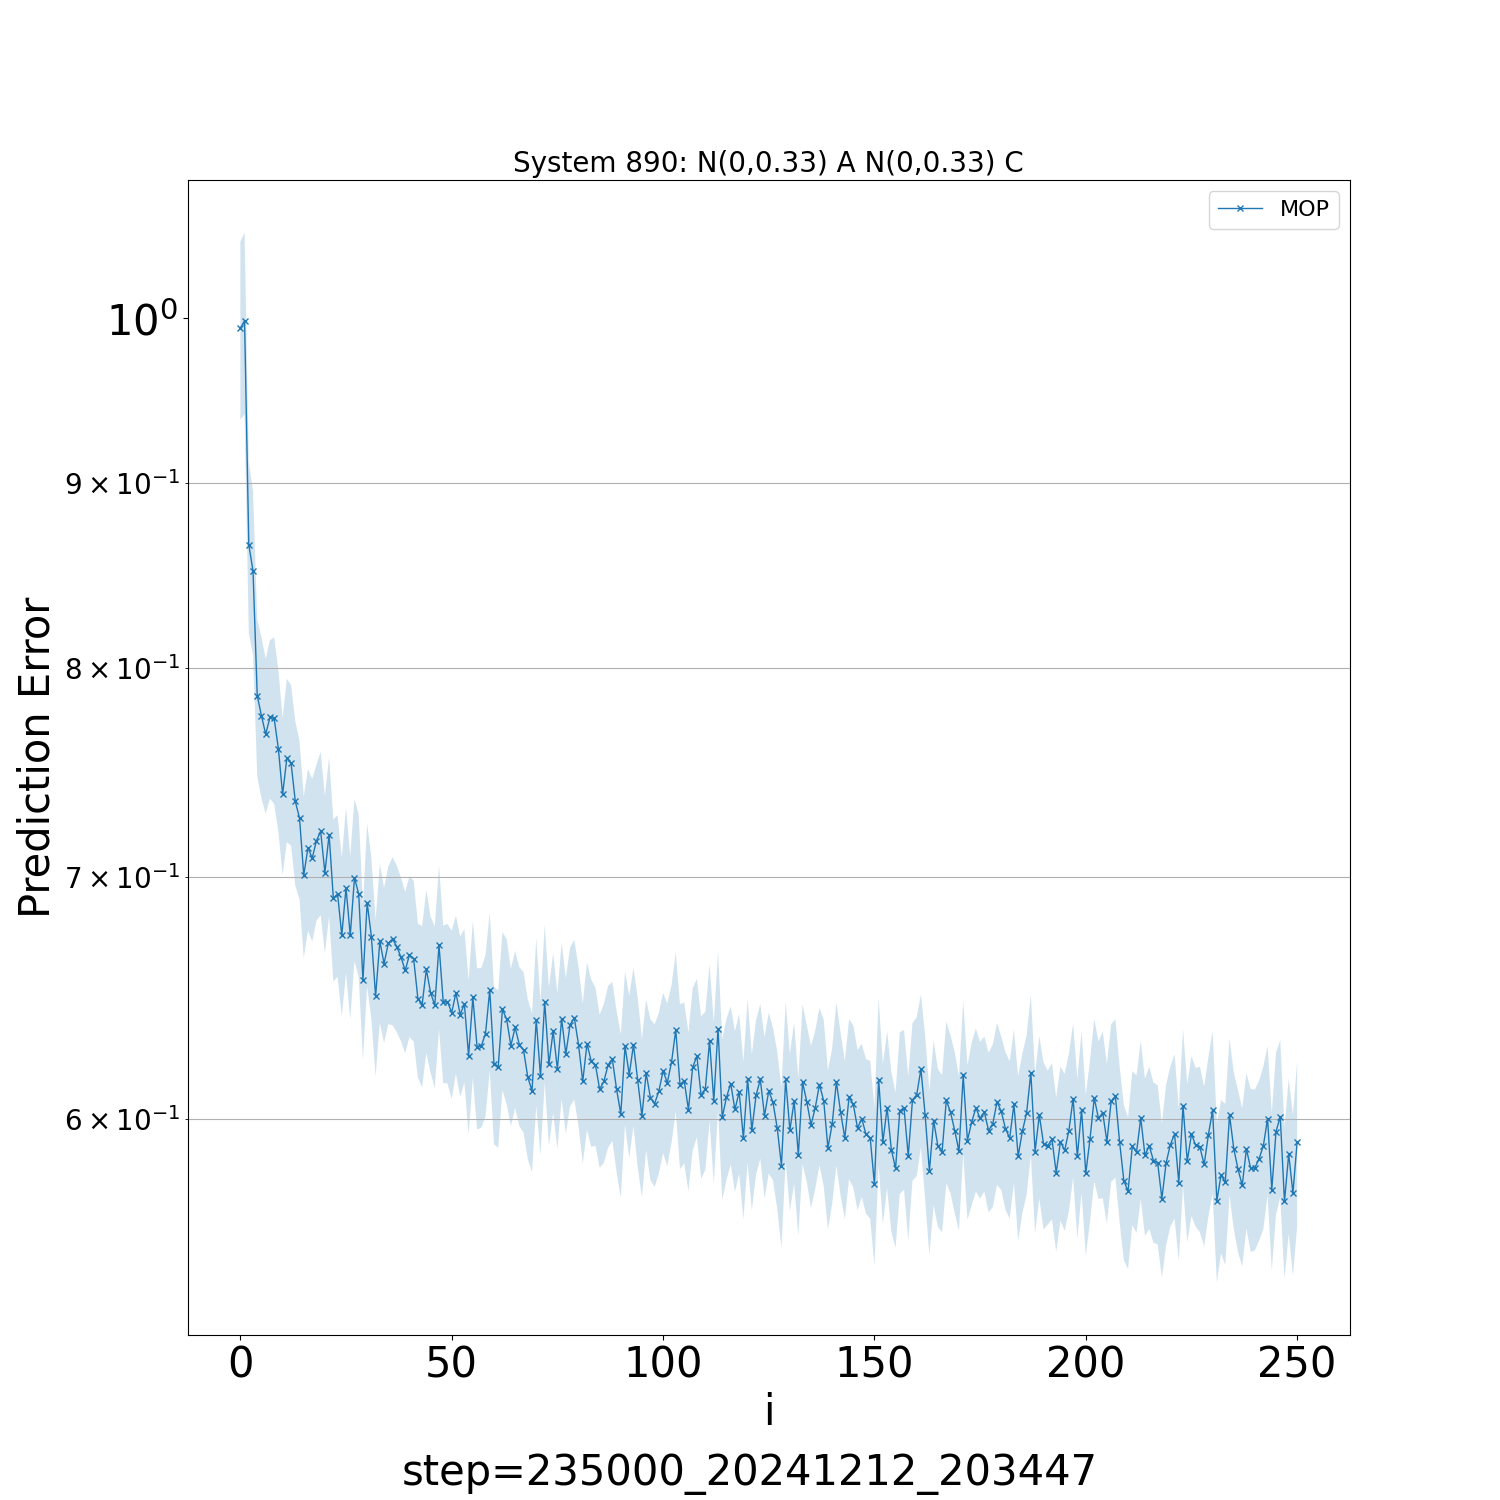 System 890: N(0,0.33) A N(0,0.33) C
MOP
10⁰
9 × 10⁻¹
8 × 10⁻¹
7 × 10⁻¹
6 × 10⁻¹
Prediction Error
0 50 100 150 200 250
i
step=235000_20241212_203447